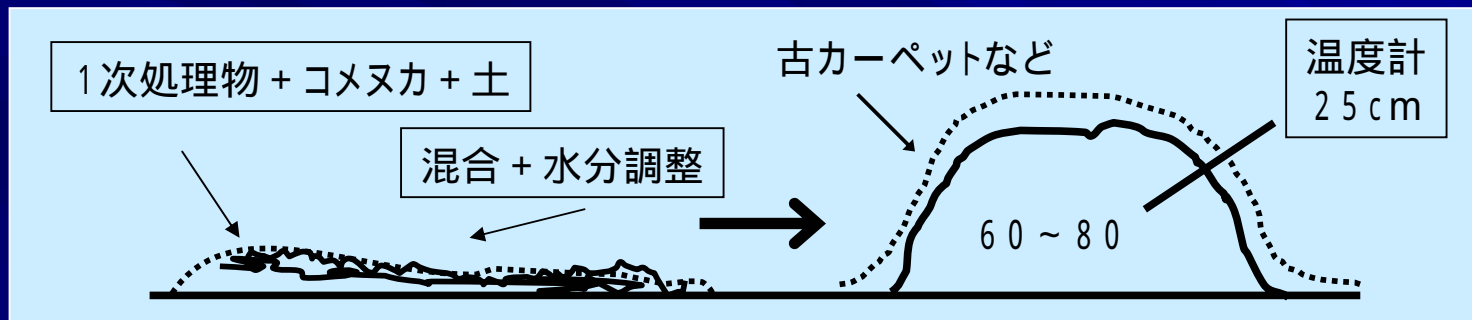 1次処理物+コメヌカ+土
混合+水分調整
古カーペットなど
温度計
25cm
60~80